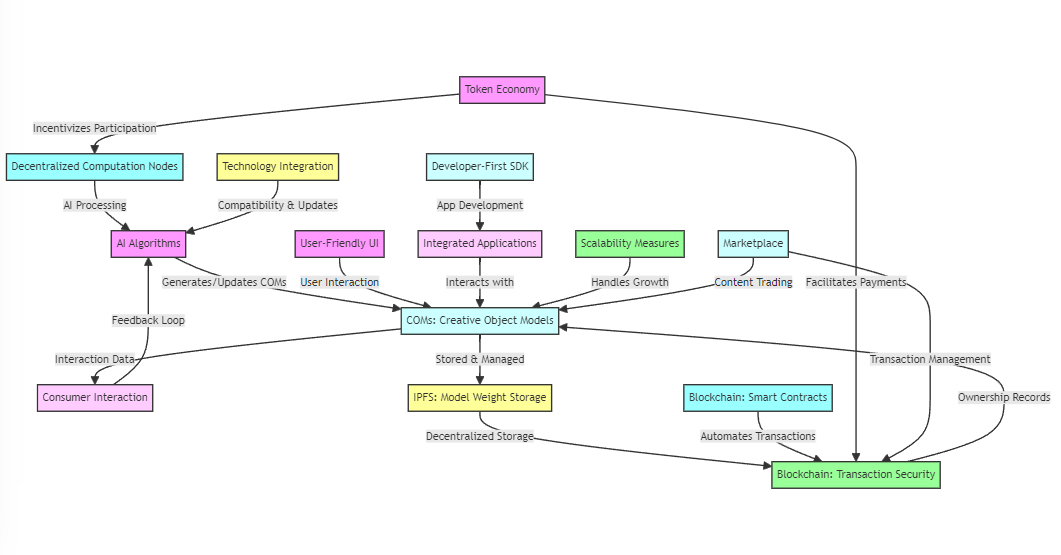 Token Economy
Incentivizes Participation
Decentralized Computation Nodes
Technology Integration
Developer-First SDK
AI Processing
Compatibility & Updates
App Development
AI Algorithms
User-Friendly UI
Integrated Applications
Scalability Measures
Marketplace
Generates/Updates COMs
User Interaction
Interacts with
Handles Growth
Content Trading
Facilitates Payments
Feedback Loop
COMs: Creative Object Models
Interaction Data
Stored & Managed
Transaction Management
Consumer Interaction
IPFS: Model Weight Storage
Blockchain: Smart Contracts
Ownership Records
Decentralized Storage
Automates Transactions
Blockchain: Transaction Security